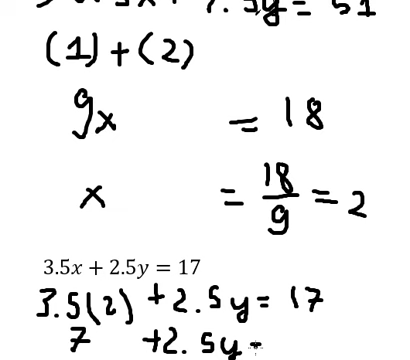 y = 51
(1) + (2)
9x = 18
x = 18/9 = 2
3.5x + 2.5y = 17
3.5(2) + 2.5y = 17
7 + 2.5y =